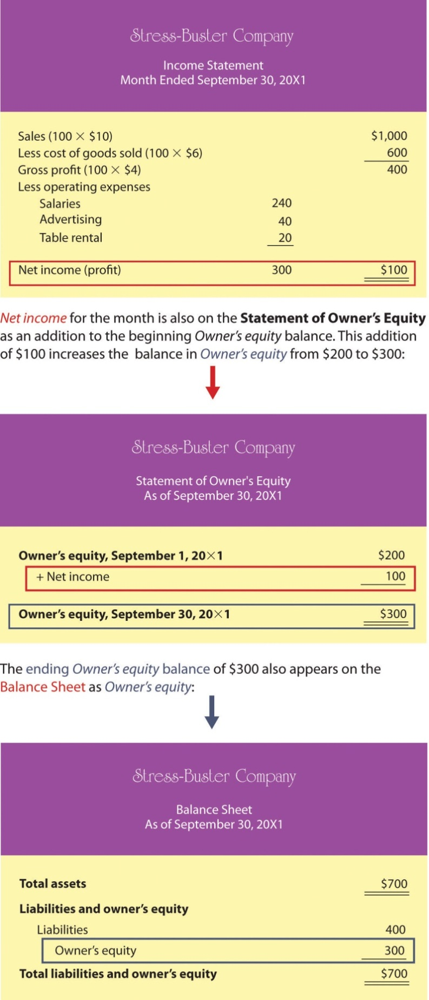 Stress-Buster Company
Income Statement
Month Ended September 30, 20X1
Sales (100 × $10) $1,000
Less cost of goods sold (100 × $6) 600
Gross profit (100 × $4) 400
Less operating expenses
Salaries 240
Advertising 40
Table rental 20
Net income (profit) 300 $100
Net income for the month is also on the Statement of Owner’s Equity
as an addition to the beginning Owner’s equity balance. This addition
of $100 increases the balance in Owner’s equity from $200 to $300:
Stress-Buster Company
Statement of Owner's Equity
As of September 30, 20X1
Owner’s equity, September 1, 20×1 $200
+ Net income 100
Owner’s equity, September 30, 20×1 $300
The ending Owner’s equity balance of $300 also appears on the
Balance Sheet as Owner’s equity:
Stress-Buster Company
Balance Sheet
As of September 30, 20X1
Total assets $700
Liabilities and owner’s equity
Liabilities 400
Owner’s equity 300
Total liabilities and owner’s equity $700